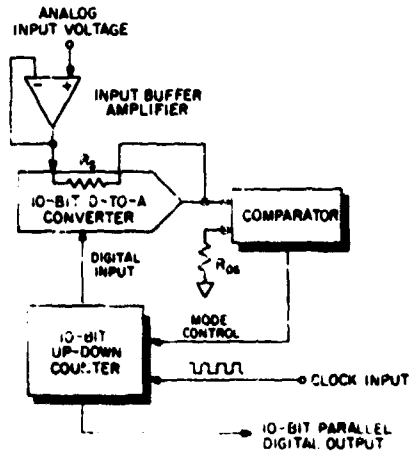 ANALOG
INPUT VOLTAGE
INPUT BUFFER
AMPLIFIER
10-BIT D-TO-A
CONVERTER
COMPARATOR
DIGITAL
INPUT
MODE
CONTROL
10-BIT
UP-DOWN
COUNTER
CLOCK INPUT
10-BIT PARALLEL
DIGITAL OUTPUT